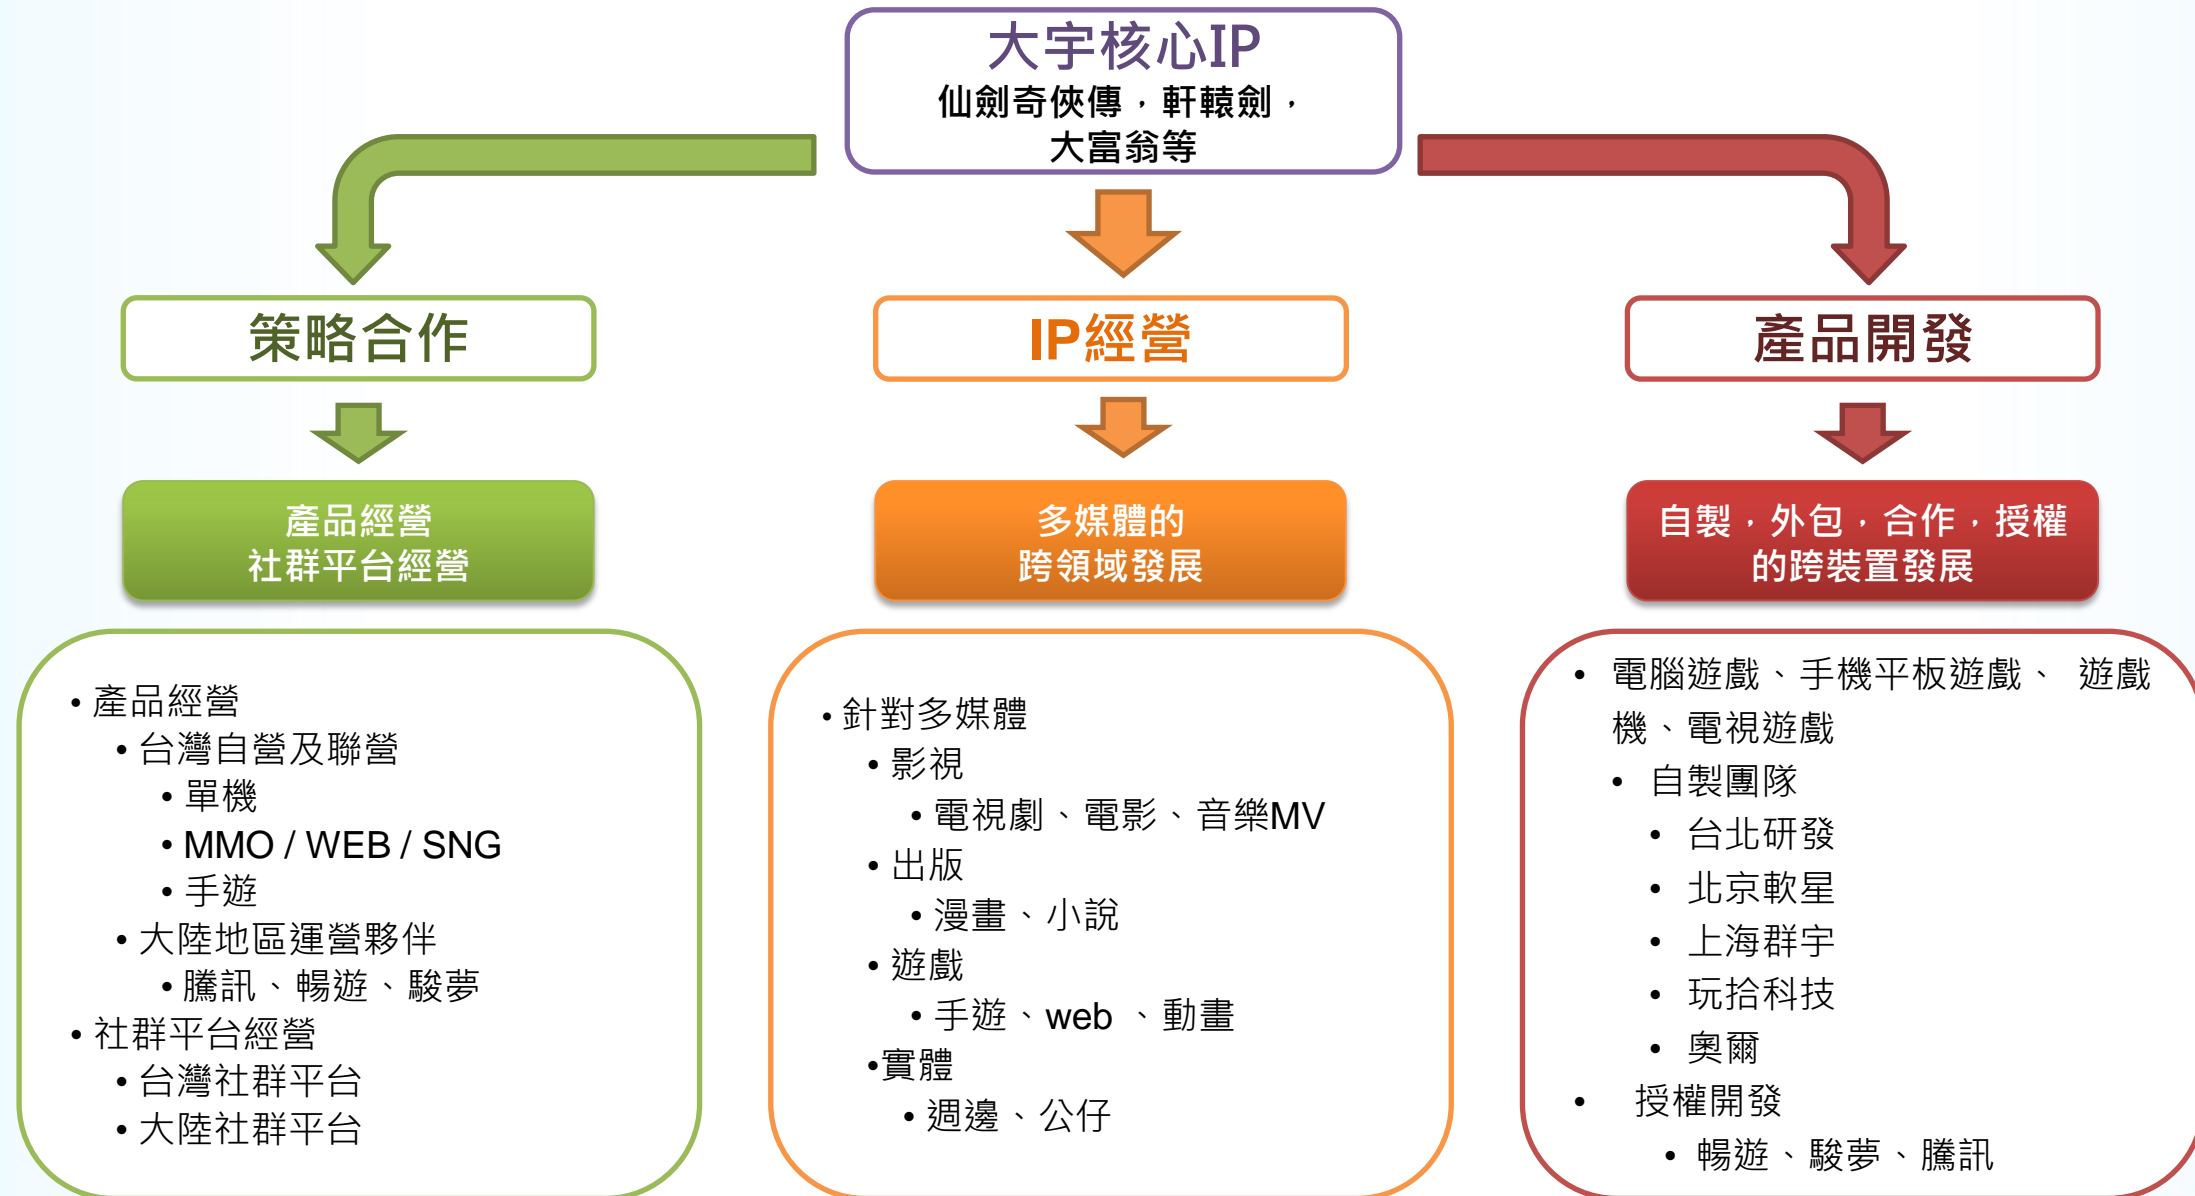 大宇核心IP
仙劍奇俠傳，軒轅劍，
大富翁等
策略合作
產品經營
社群平台經營
• 產品經營
• 台灣自營及聯營
• 單機
• MMO / WEB / SNG
• 手遊
• 大陸地區運營夥伴
• 騰訊、暢遊、駿夢
• 社群平台經營
• 台灣社群平台
• 大陸社群平台
IP經營
多媒體的
跨領域發展
• 針對多媒體
• 影視
• 電視劇、電影、音樂MV
• 出版
• 漫畫、小說
• 遊戲
• 手遊、web 、動畫
•實體
• 週邊、公仔
產品開發
自製，外包，合作，授權
的跨裝置發展
• 電腦遊戲、手機平板遊戲、 遊戲
機、電視遊戲
• 自製團隊
• 台北研發
• 北京軟星
• 上海群宇
• 玩拾科技
• 奧爾
• 授權開發
• 暢遊、駿夢、騰訊